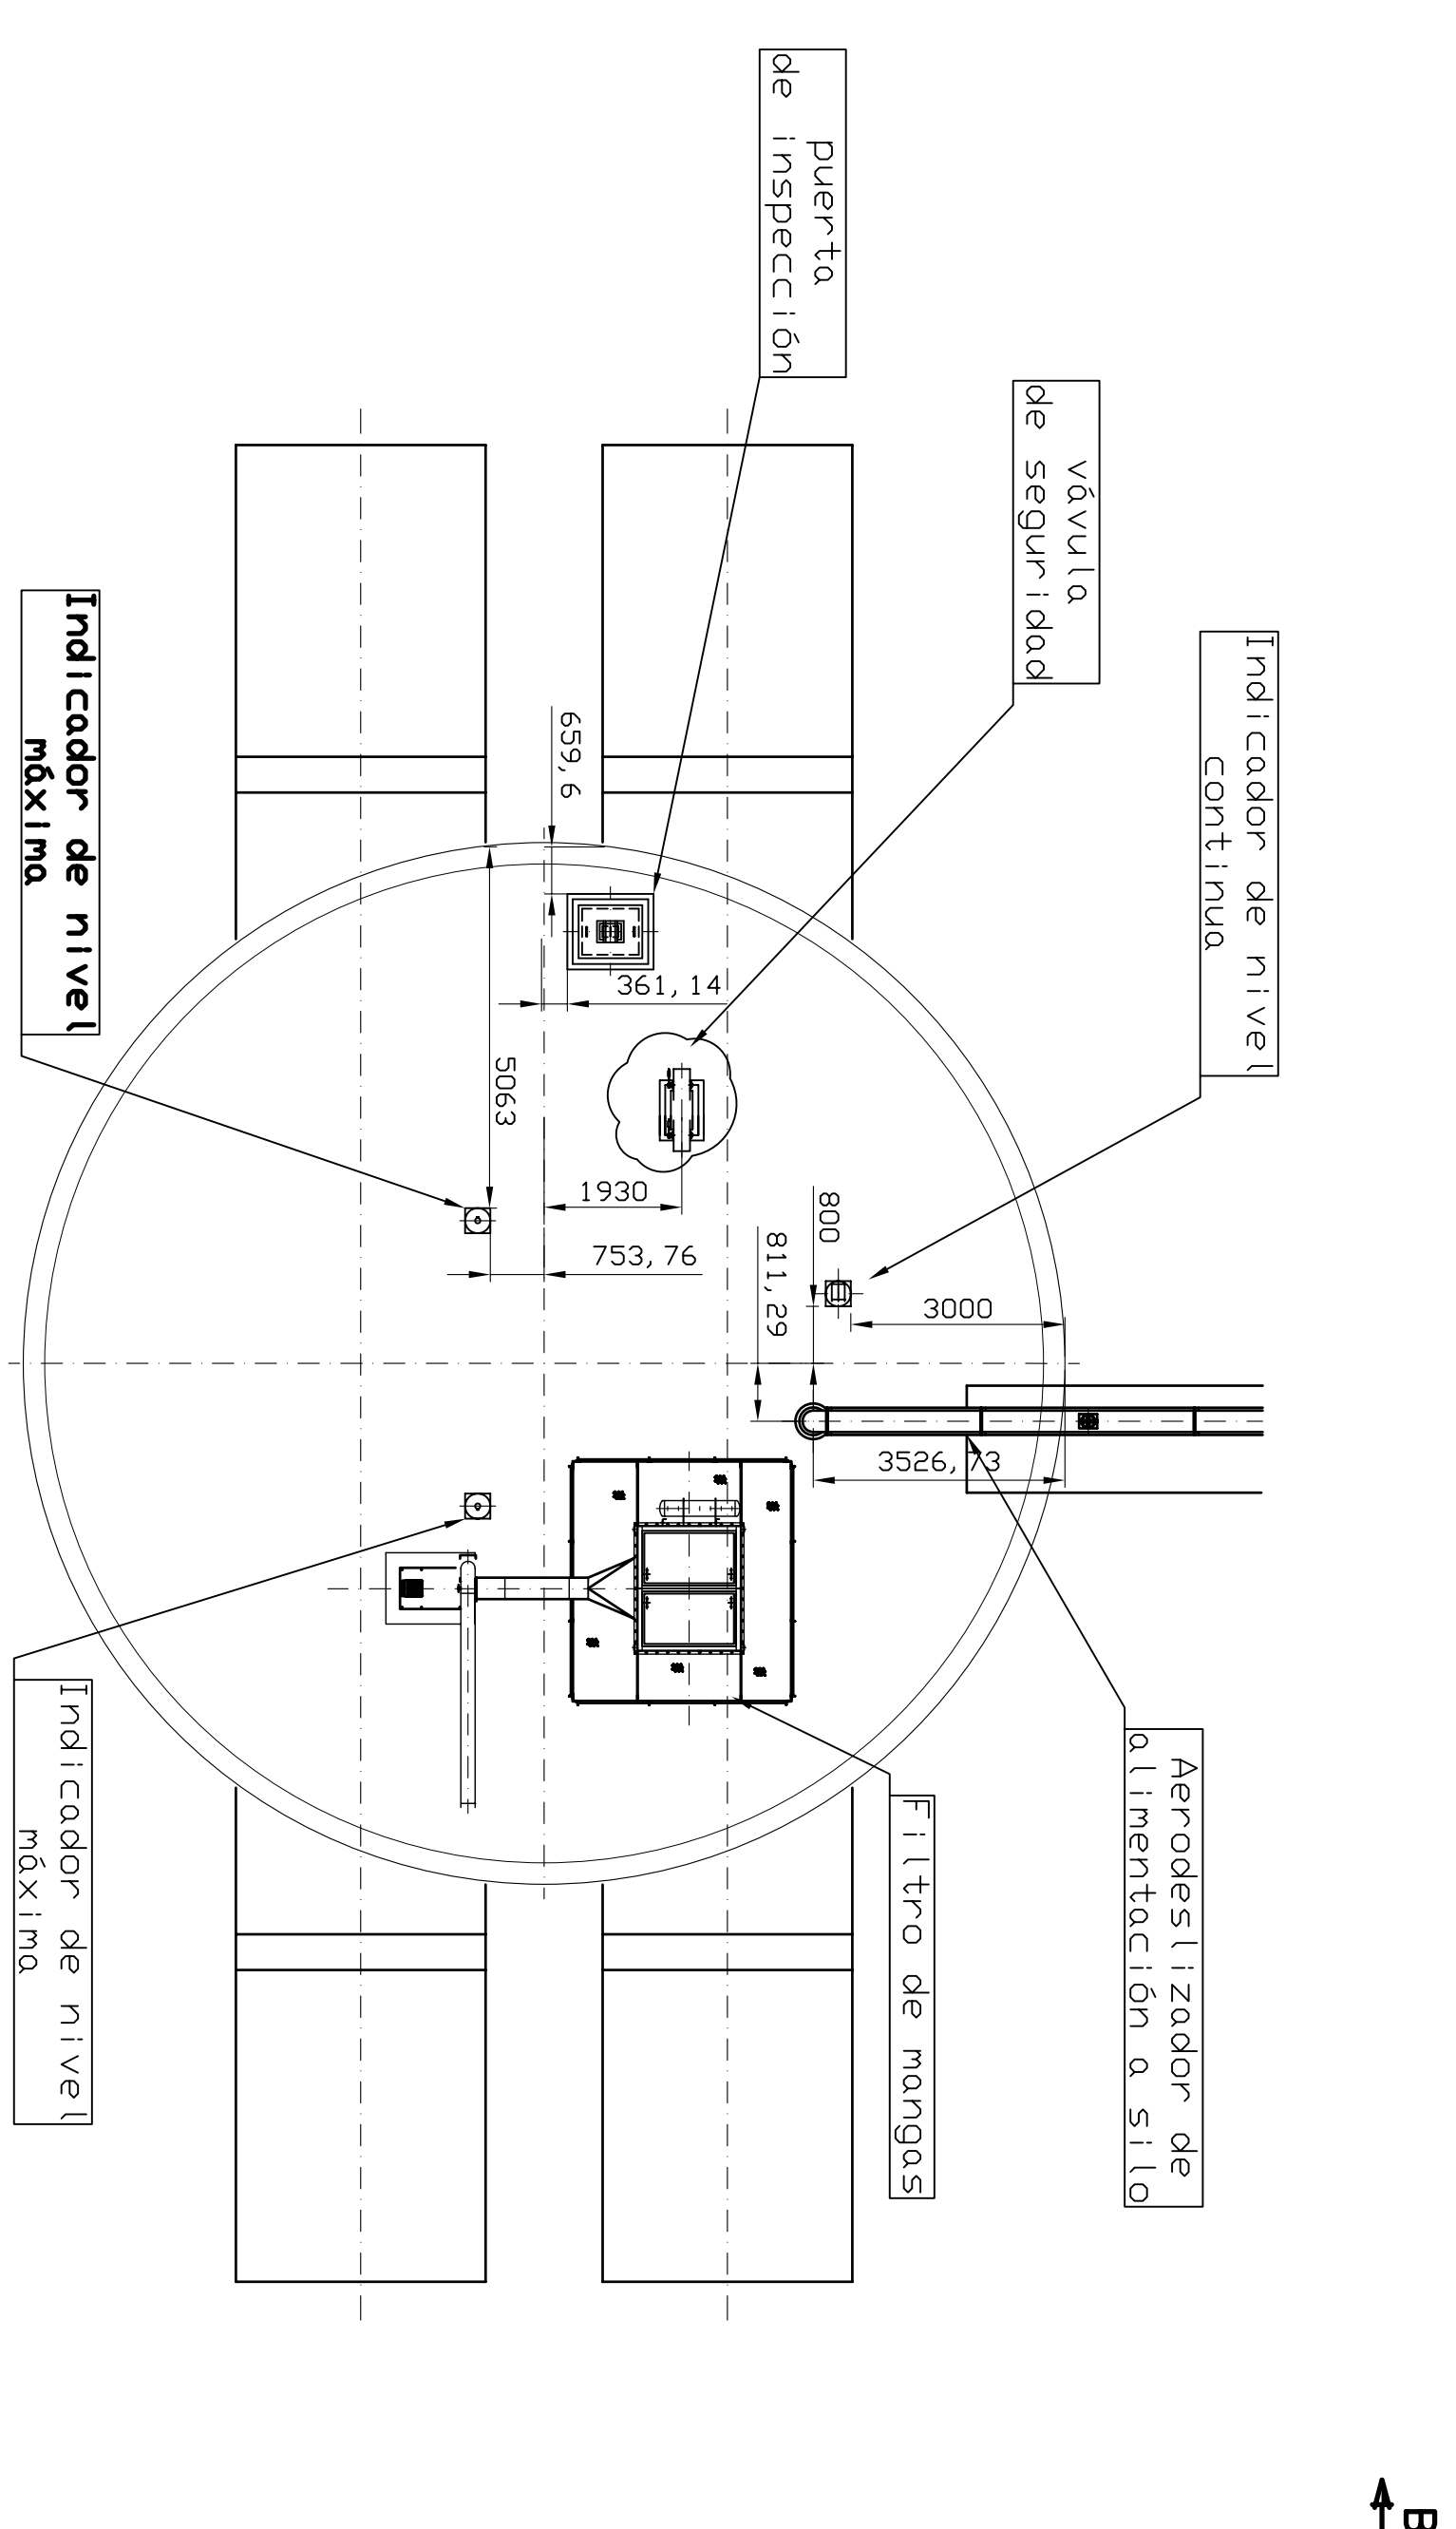 Indicador de nivel
continuo
vávula
de seguridad
puerta
de inspección
Aerodeslizador de
alimentación a silo
Filtro de mangas
Indicador de nivel
máxima
Indicador de nivel
máxima
659,6
361,14
5063
1930
753,76
800
811,29
3000
3526,73
B